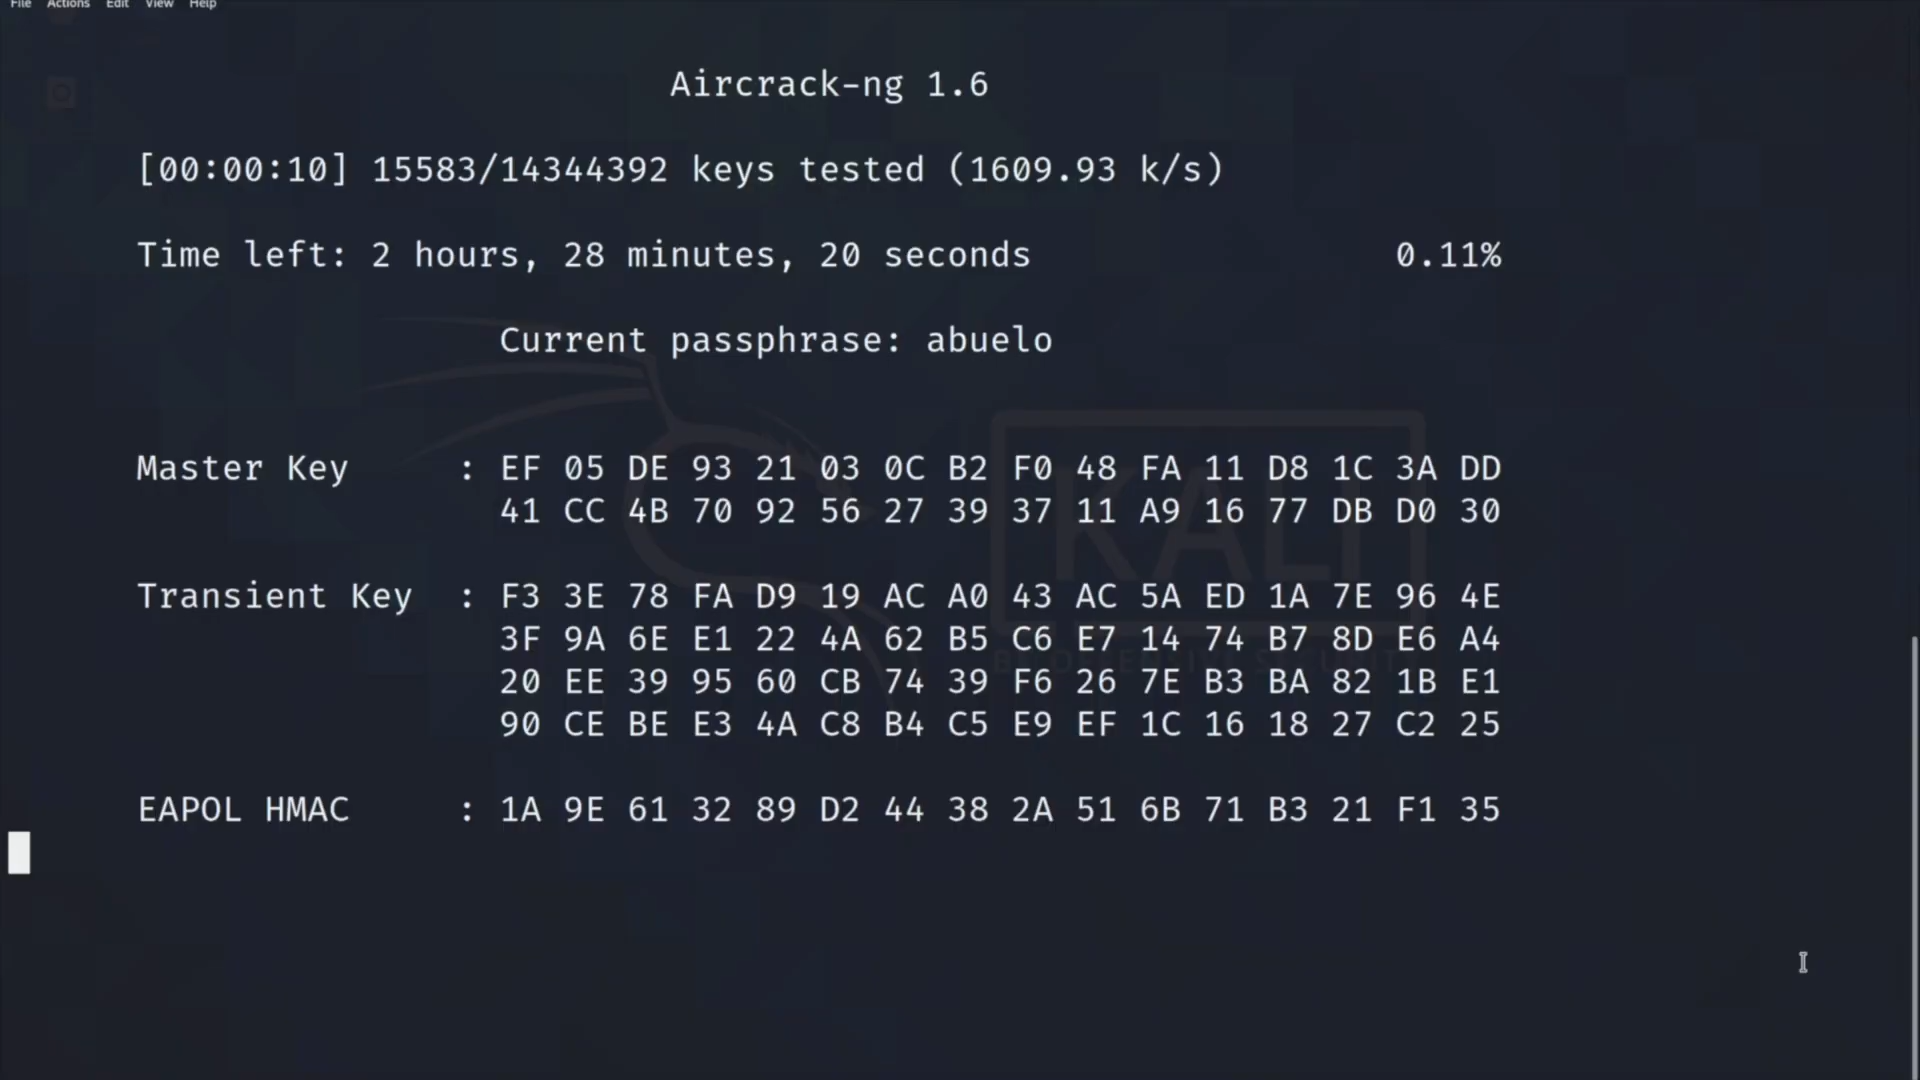 File Actions Edit View Help
Aircrack-ng 1.6
[00:00:10] 15583/14344392 keys tested (1609.93 k/s)
Time left: 2 hours, 28 minutes, 20 seconds 0.11%
Current passphrase: abuelo
Master Key : EF 05 DE 93 21 03 0C B2 F0 48 FA 11 D8 1C 3A DD
41 CC 4B 70 92 56 27 39 37 11 A9 16 77 DB D0 30
Transient Key : F3 3E 78 FA D9 19 AC A0 43 AC 5A ED 1A 7E 96 4E
3F 9A 6E E1 22 4A 62 B5 C6 E7 14 74 B7 8D E6 A4
20 EE 39 95 60 CB 74 39 F6 26 7E B3 BA 82 1B E1
90 CE BE E3 4A C8 B4 C5 E9 EF 1C 16 18 27 C2 25
EAPOL HMAC : 1A 9E 61 32 89 D2 44 38 2A 51 6B 71 B3 21 F1 35
KALI